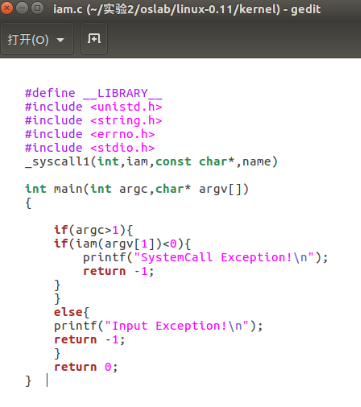 iam.c (~/实验2/oslab/linux-0.11/kernel) - gedit
打开(O)
#define __LIBRARY__
#include <unistd.h>
#include <string.h>
#include <errno.h>
#include <stdio.h>
_syscall1(int,iam,const char*,name)
int main(int argc,char* argv[])
{
if(argc>1){
if(iam(argv[1])<0){
printf("SystemCall Exception!\n");
return -1;
}
}
else{
printf("Input Exception!\n");
return -1;
}
return 0;
}